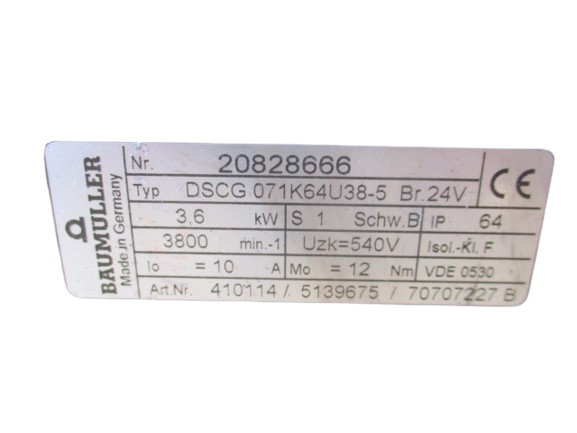 BAUMULLER
Made in Germany
Nr. 20828666
Typ DSCG 071K64U38-5 Br.24V CE
3,6 kW S 1 Schw.B IP 64
3800 min.-1 Uzk=540V Isol.-Kl. F
Io = 10 A Mo = 12 Nm VDE 0530
Art.Nr. 410114 / 5139675 / 70707227 B